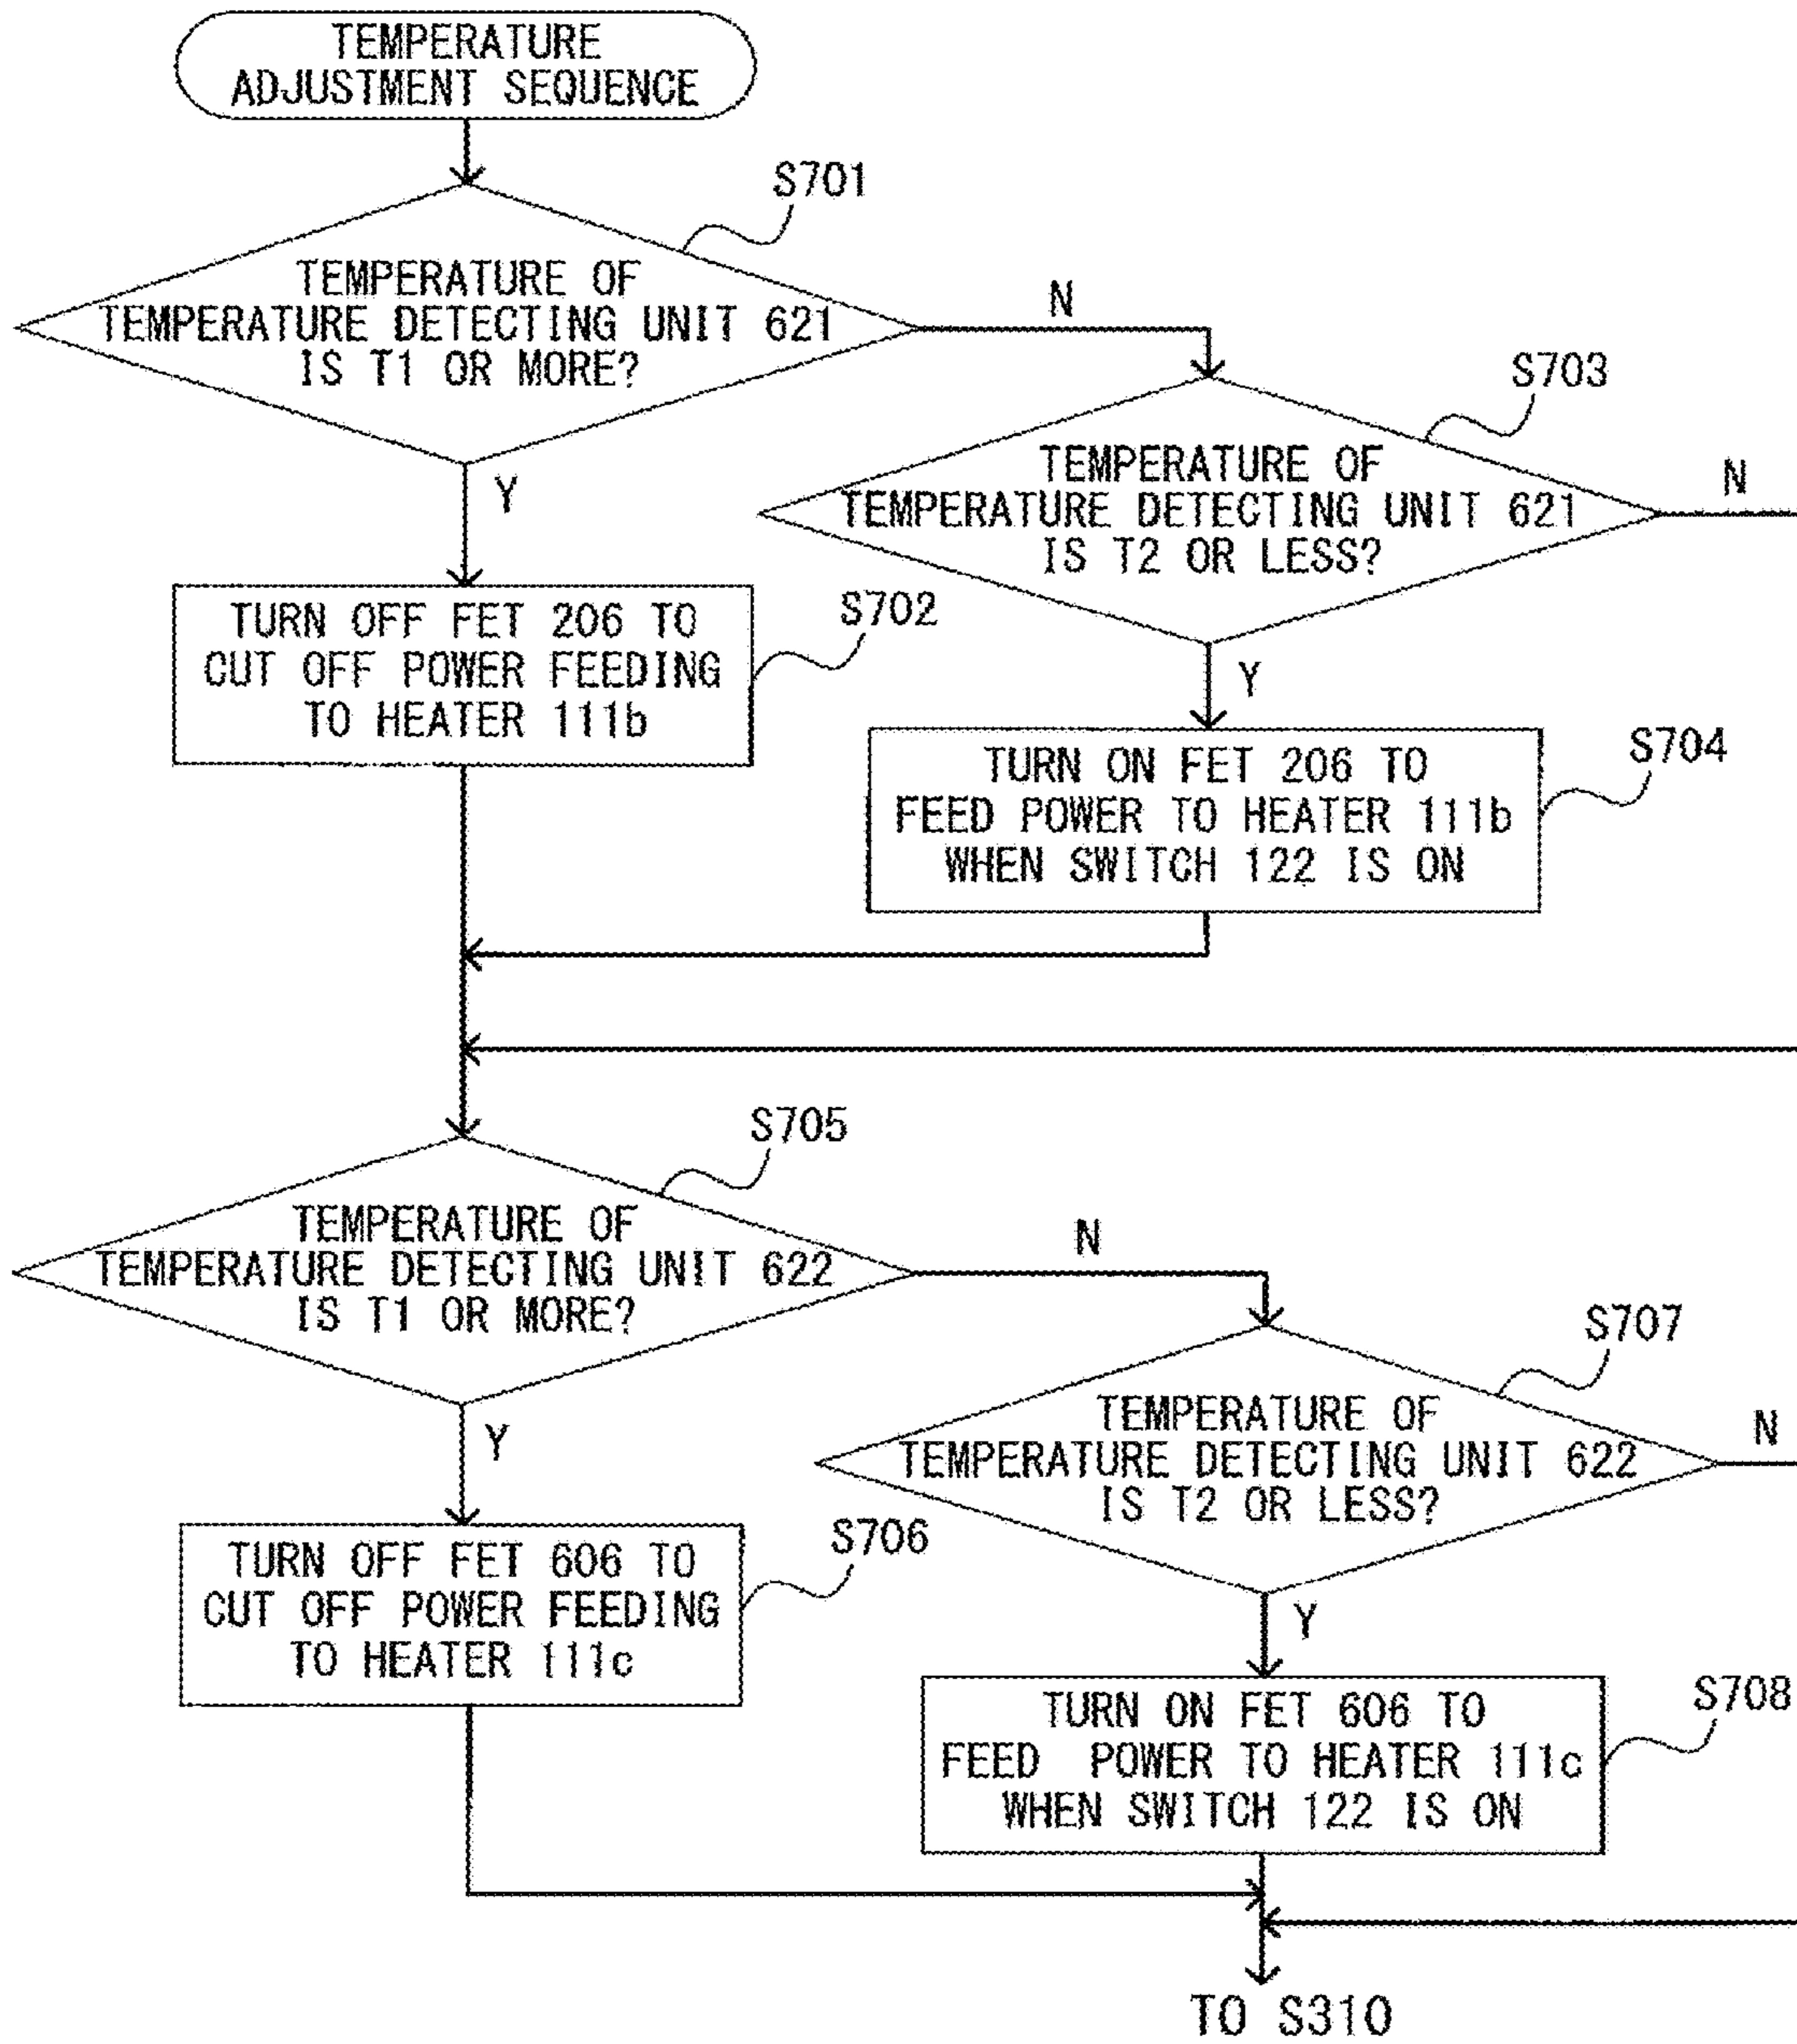 TEMPERATURE
ADJUSTMENT SEQUENCE
S701
TEMPERATURE OF
TEMPERATURE DETECTING UNIT 621
IS T1 OR MORE?
N
Y
S703
TEMPERATURE OF
TEMPERATURE DETECTING UNIT 621
IS T2 OR LESS?
N
Y
S702
TURN OFF FET 206 TO
CUT OFF POWER FEEDING
TO HEATER 111b
S704
TURN ON FET 206 TO
FEED POWER TO HEATER 111b
WHEN SWITCH 122 IS ON
S705
TEMPERATURE OF
TEMPERATURE DETECTING UNIT 622
IS T1 OR MORE?
N
Y
S707
TEMPERATURE OF
TEMPERATURE DETECTING UNIT 622
IS T2 OR LESS?
N
Y
S706
TURN OFF FET 606 TO
CUT OFF POWER FEEDING
TO HEATER 111c
S708
TURN ON FET 606 TO
FEED POWER TO HEATER 111c
WHEN SWITCH 122 IS ON
TO S310